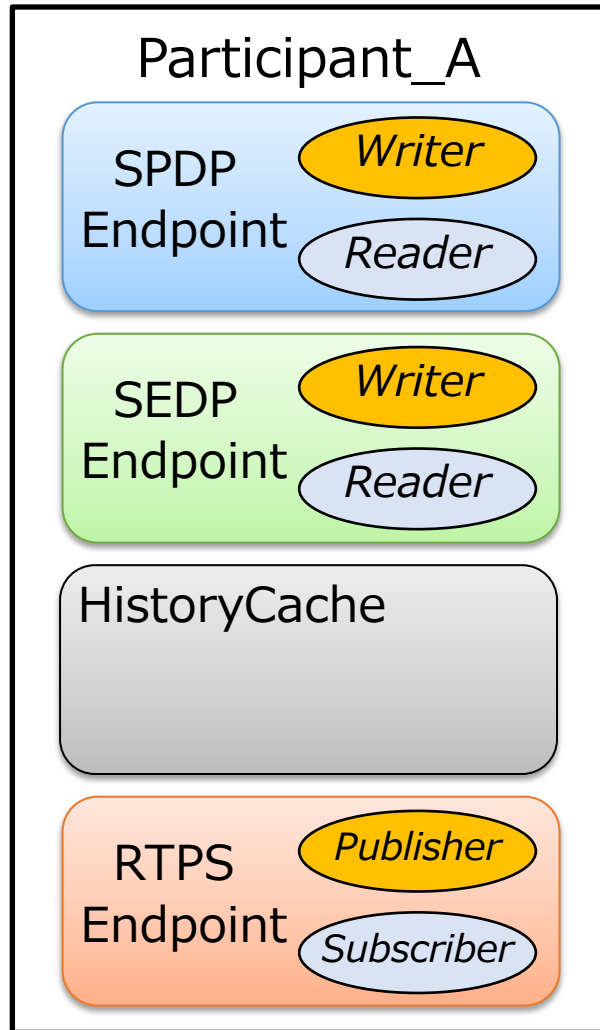 Participant_A
SPDP
Endpoint
Writer
Reader
SEDP
Endpoint
Writer
Reader
HistoryCache
RTPS
Endpoint
Publisher
Subscriber